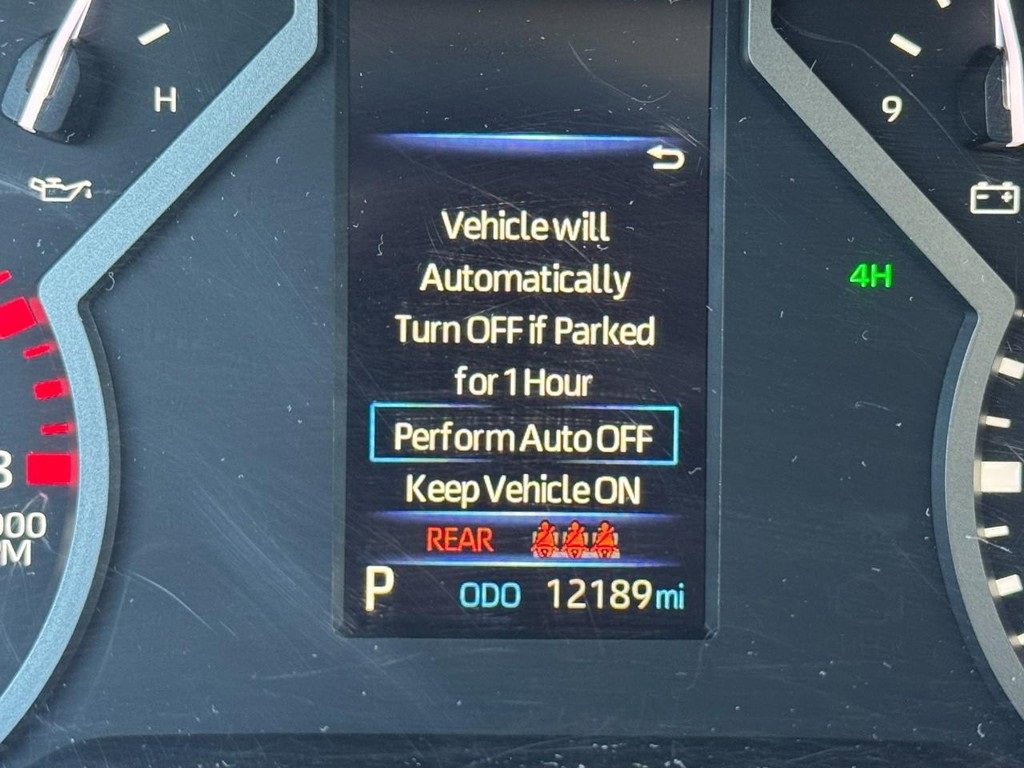 H
9
Vehicle will
Automatically
4H
Turn OFF if Parked
for 1 Hour
Perform Auto OFF
Keep Vehicle ON
REAR
P ODO 12189 mi